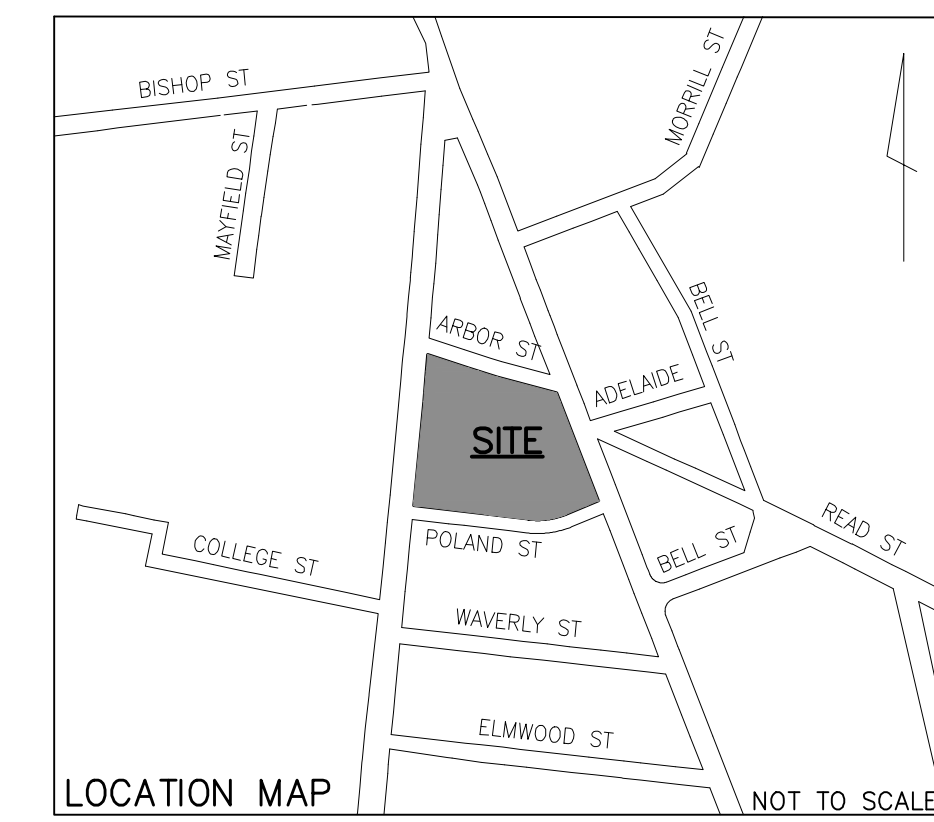 BISHOP ST
MORRILL ST
MAYFIELD ST
BELL ST
ARBOR ST
ADELAIDE
SITE
READ ST
COLLEGE ST
POLAND ST
BELL ST
WAVERLY ST
ELMWOOD ST
LOCATION MAP
NOT TO SCALE